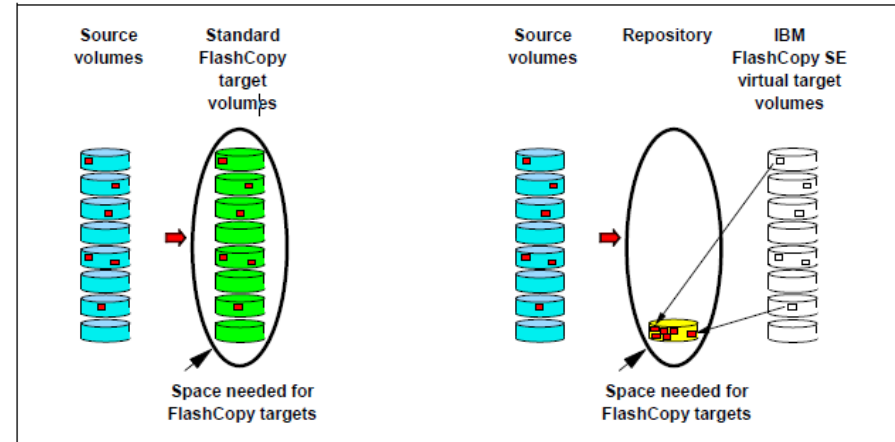 Source
volumes
Standard
FlashCopy
target
volumes
Space needed for
FlashCopy targets
Source
volumes
Repository
IBM
FlashCopy SE
virtual target
volumes
Space needed for
FlashCopy targets